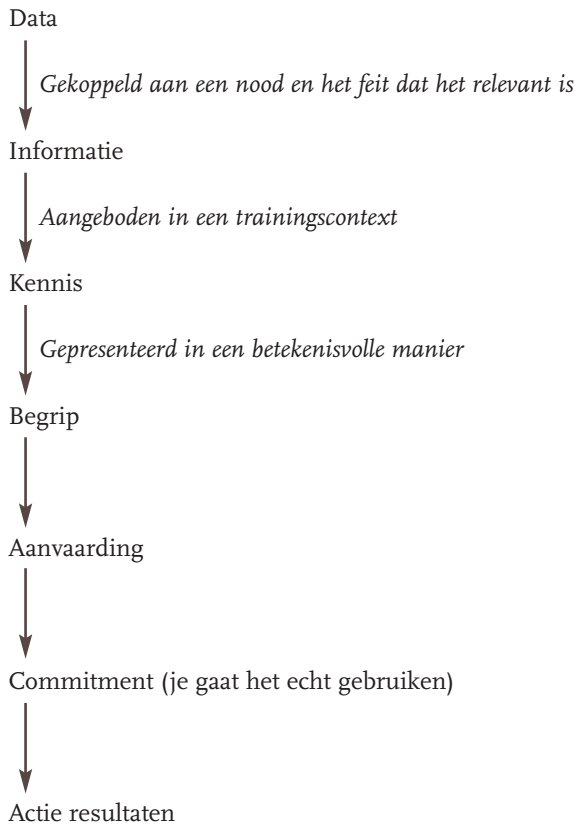 Data
Gekoppeld aan een nood en het feit dat het relevant is
Informatie
Aangeboden in een trainingscontext
Kennis
Gepresenteerd in een betekenisvolle manier
Begrip
Aanvaarding
Commitment (je gaat het echt gebruiken)
Actie resultaten